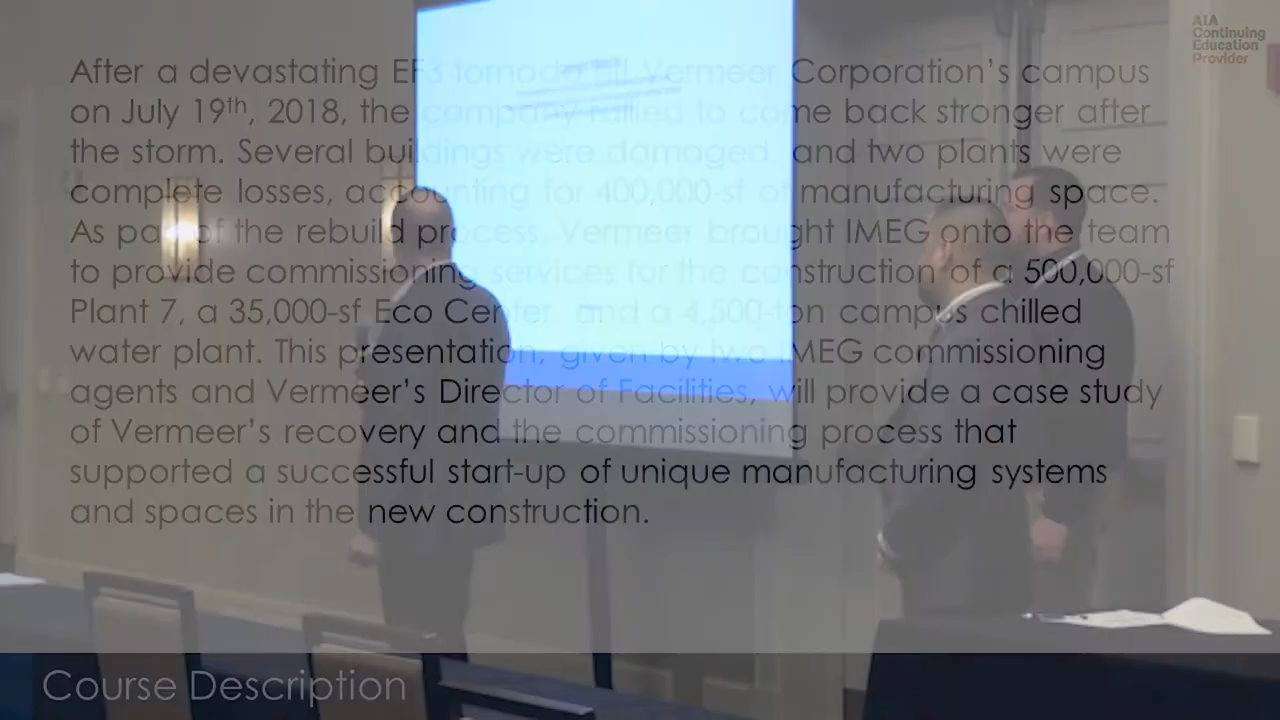 AIA
Continuing
Education
Provider
After a devastating EF3 tornado hit Vermeer Corporation's campus
on July 19th, 2018, the company rallied to come back stronger after
the storm. Several buildings were damaged, and two plants were
complete losses, accounting for 400,000-sf of manufacturing space.
As part of the rebuild process, Vermeer brought IMEG onto the team
to provide commissioning services for the construction of a 500,000-sf
Plant 7, a 35,000-sf Eco Center, and a 4,500-ton campus chilled
water plant. This presentation, given by two IMEG commissioning
agents and Vermeer's Director of Facilities, will provide a case study
of Vermeer's recovery and the commissioning process that
supported a successful start-up of unique manufacturing systems
and spaces in the new construction.
Course Description